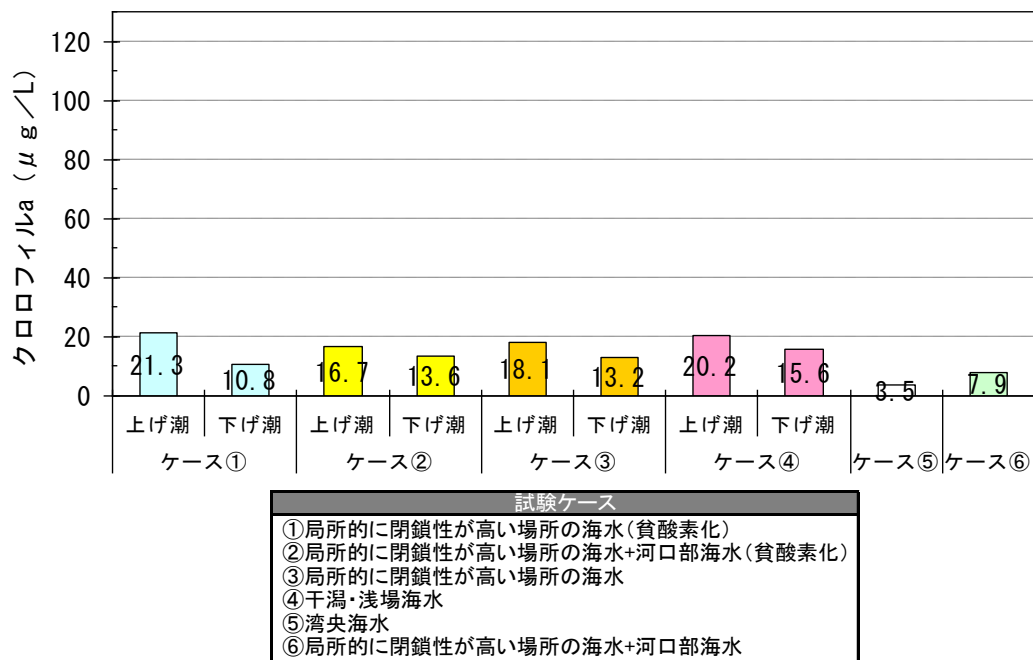 クロロフィルa（μg／L）
120
100
80
60
40
20
0
21.3 10.8 16.7 13.6 18.1 13.2 20.2 15.6 3.5 7.9
上げ潮 下げ潮 上げ潮 下げ潮 上げ潮 下げ潮 上げ潮 下げ潮
ケース① ケース② ケース③ ケース④ ケース⑤ ケース⑥
試験ケース
①局所的に閉鎖性が高い場所の海水(貧酸素化)
②局所的に閉鎖性が高い場所の海水+河口部海水(貧酸素化)
③局所的に閉鎖性が高い場所の海水
④干潟・浅場海水
⑤湾央海水
⑥局所的に閉鎖性が高い場所の海水+河口部海水